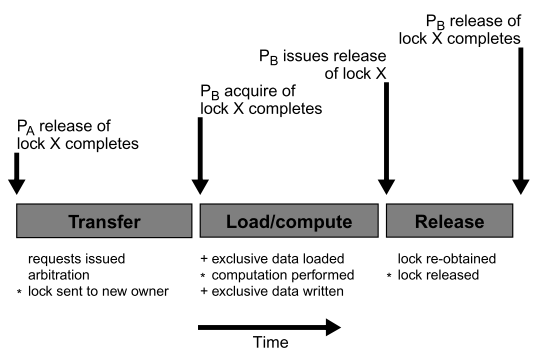 P_B release of
lock X completes
P_B issues release
of lock X
P_B acquire of
lock X completes
P_A release of
lock X completes
Transfer
Load/compute
Release
requests issued
arbitration
* lock sent to new owner
+ exclusive data loaded
* computation performed
+ exclusive data written
lock re-obtained
* lock released
Time